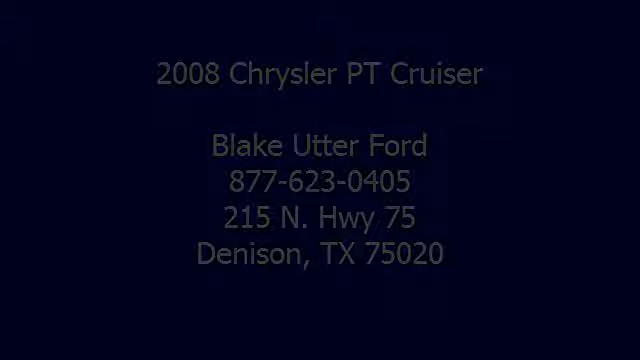 2008 Chrysler PT Cruiser
Blake Utter Ford
877-623-0405
215 N. Hwy 75
Denison, TX 75020